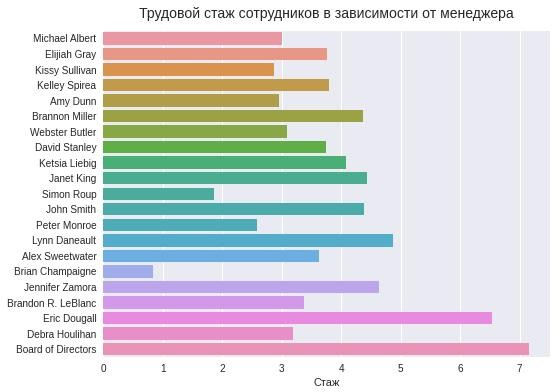 Трудовой стаж сотрудников в зависимости от менеджера
Michael Albert
Elijiah Gray
Kissy Sullivan
Kelley Spirea
Amy Dunn
Brannon Miller
Webster Butler
David Stanley
Ketsia Liebig
Janet King
Simon Roup
John Smith
Peter Monroe
Lynn Daneault
Alex Sweetwater
Brian Champaigne
Jennifer Zamora
Brandon R. LeBlanc
Eric Dougall
Debra Houlihan
Board of Directors
0 1 2 3 4 5 6 7
Стаж